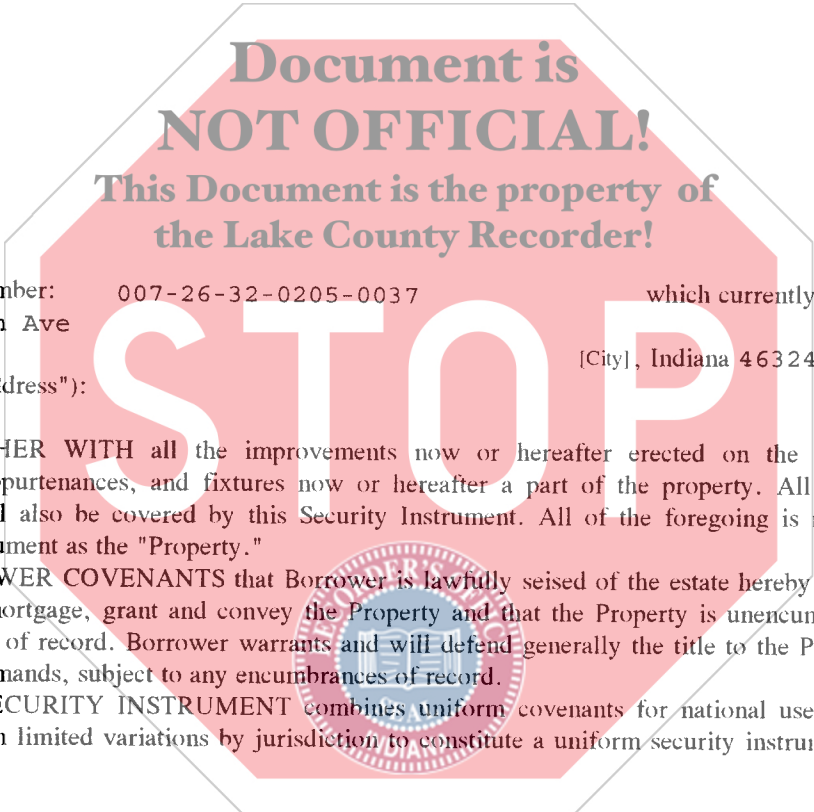 Document is
NOT OFFICIAL!
This Document is the property of
the Lake County Recorder!
mber: 007-26-32-0205-0037 which currently
Ave
[City], Indiana 46324
dress"):
STOP
HER WITH all the improvements now or hereafter erected on the
purtenances, and fixtures now or hereafter a part of the property. All
l also be covered by this Security Instrument. All of the foregoing is
ument as the "Property."
WER COVENANTS that Borrower is lawfully seised of the estate hereby
ortgage, grant and convey the Property and that the Property is unencum
of record. Borrower warrants and will defend generally the title to the P
mands, subject to any encumbrances of record.
ECURITY INSTRUMENT combines uniform covenants for national use
limited variations by jurisdiction to constitute a uniform security instru